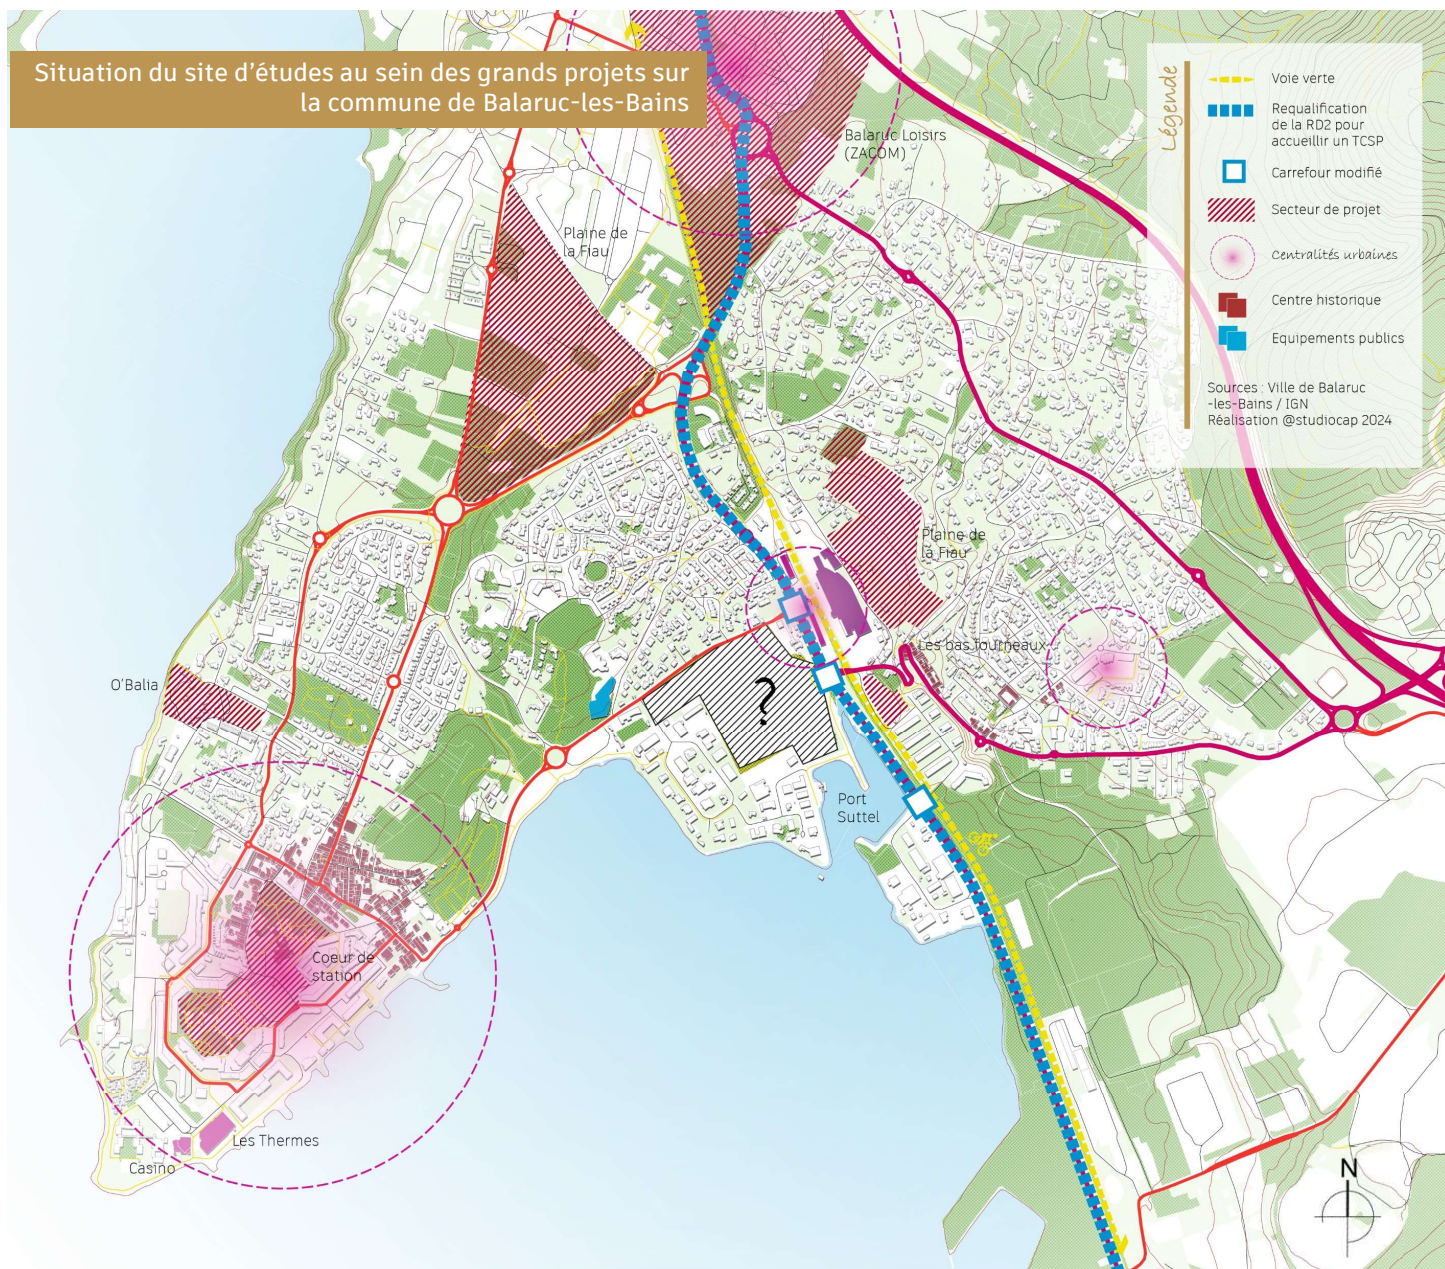 Situation du site d'études au sein des grands projets sur
la commune de Balaruc-les-Bains
Légende
Voie verte
Requalification
de la RD2 pour
accueillir un TCSP
Carrefour modifié
Secteur de projet
Centralités urbaines
Centre historique
Equipements publics
Sources : Ville de Balaruc
-les-Bains / IGN
Réalisation @studiocap 2024
Balaruc Loisirs
(ZACOM)
Plaine de
la Fiau
Plaine de
la Fiau
Les bas fourneaux
O'Balia
?
Port
Suttel
Coeur de
station
Les Thermes
Casino
N